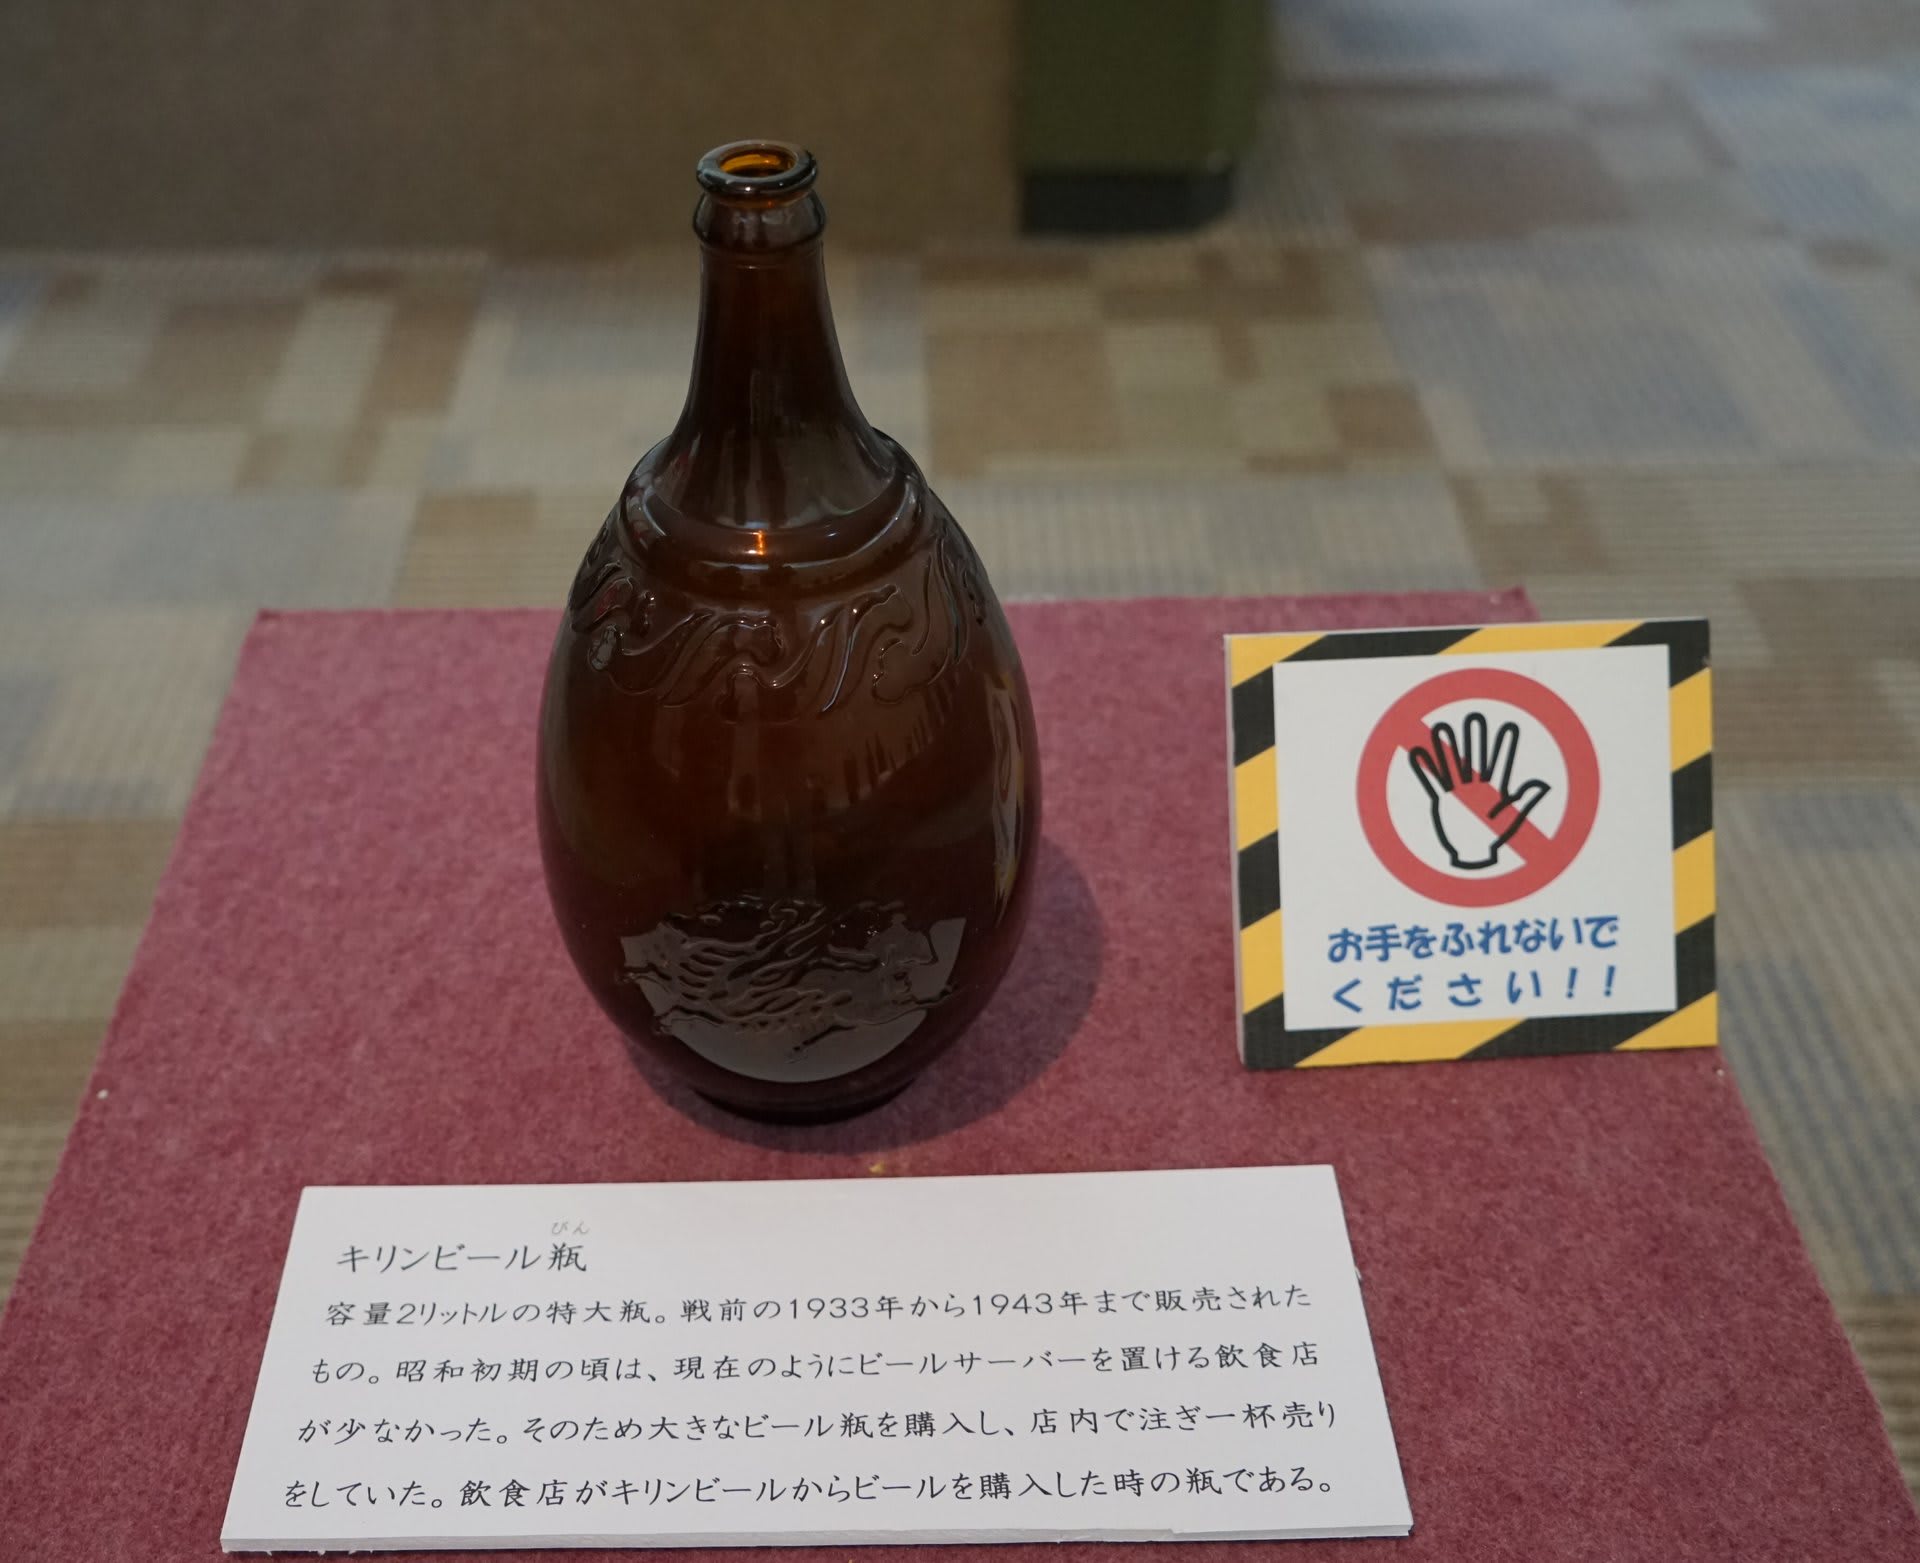 お手をふれないで
ください！！
びん
キリンビール瓶
容量２リットルの特大瓶。戦前の１９３３年から１９４３年まで販売された
もの。昭和初期の頃は、現在のようにビールサーバーを置ける飲食店
が少なかった。そのため大きなビール瓶を購入し、店内で注ぎ一杯売り
をしていた。飲食店がキリンビールからビールを購入した時の瓶である。